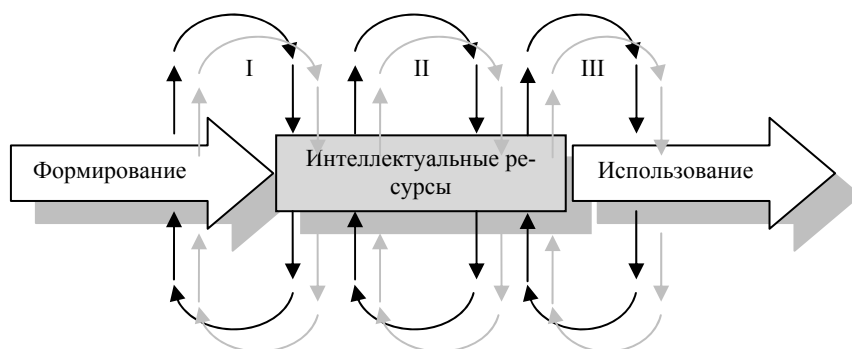 I
II
III
Формирование
Интеллектуальные ре-
сурсы
Использование